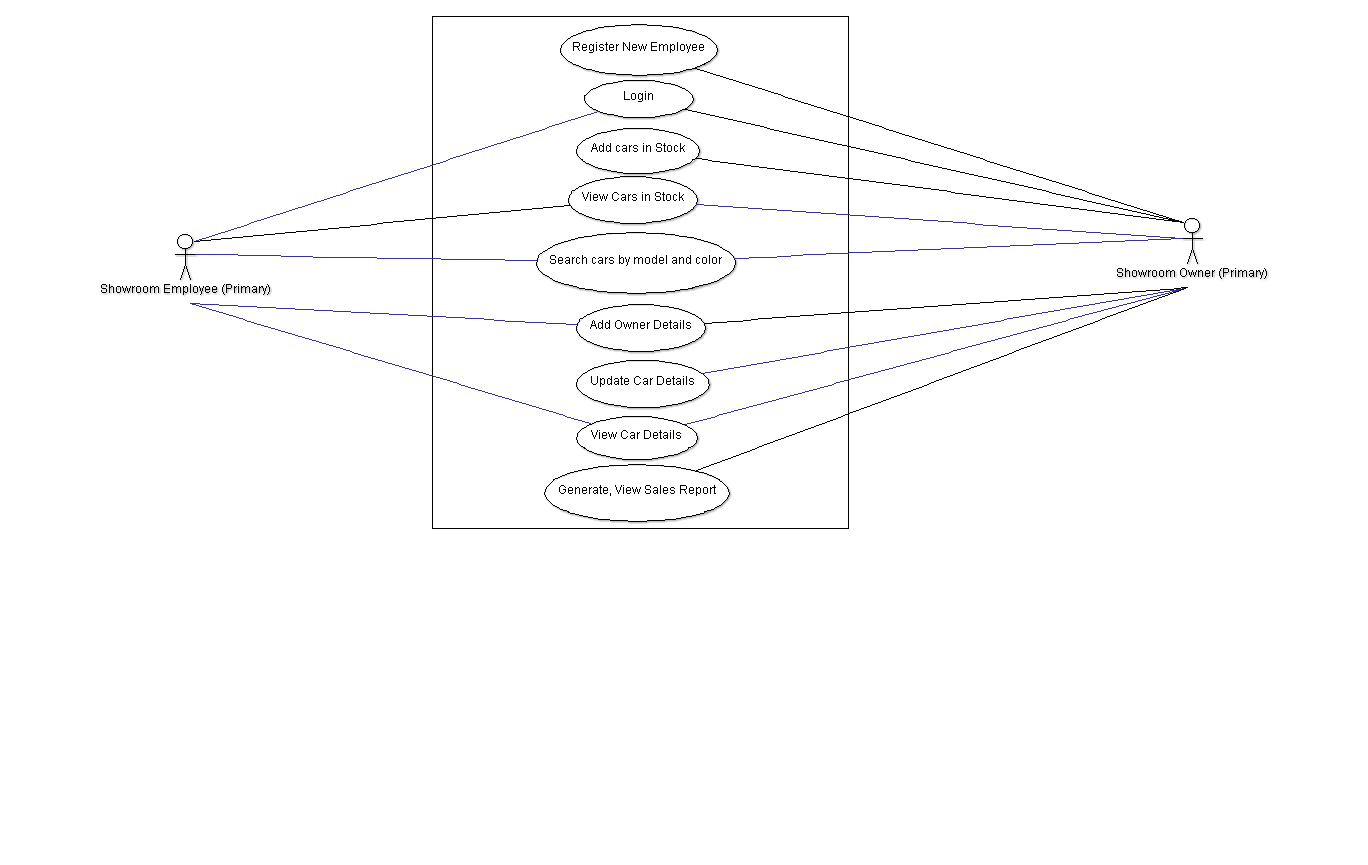 Register New Employee
Login
Add cars in Stock
View Cars in Stock
Search cars by model and color
Showroom Employee (Primary)
Showroom Owner (Primary)
Add Owner Details
Update Car Details
View Car Details
Generate, View Sales Report